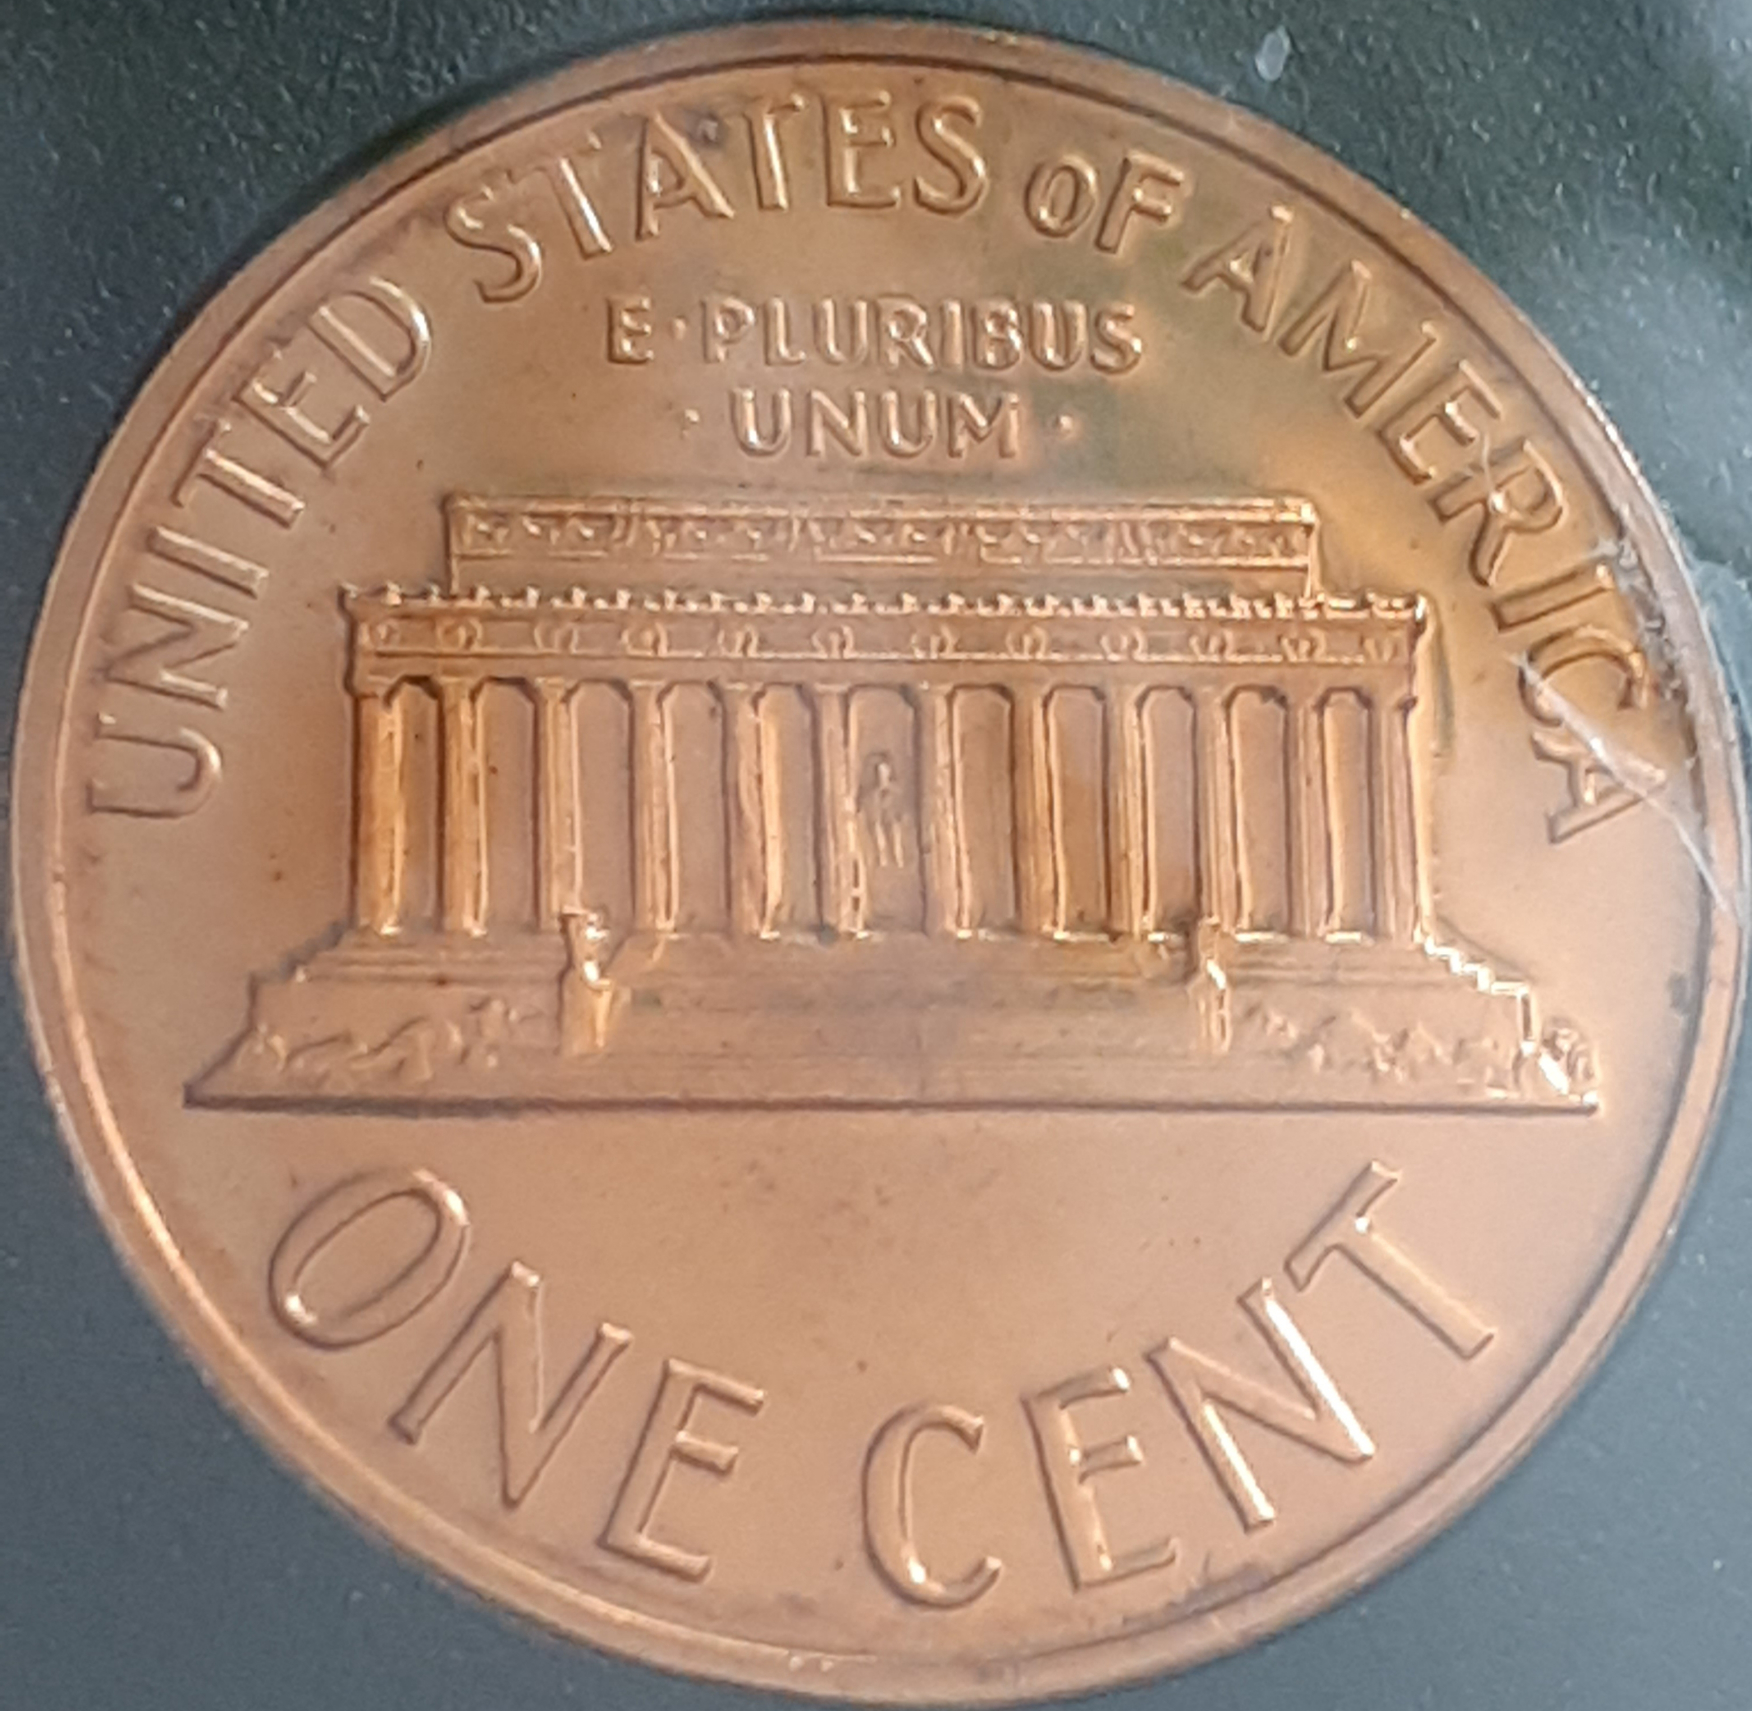 UNITED STATES OF AMERICA
E·PLURIBUS
·UNUM·
ONE CENT